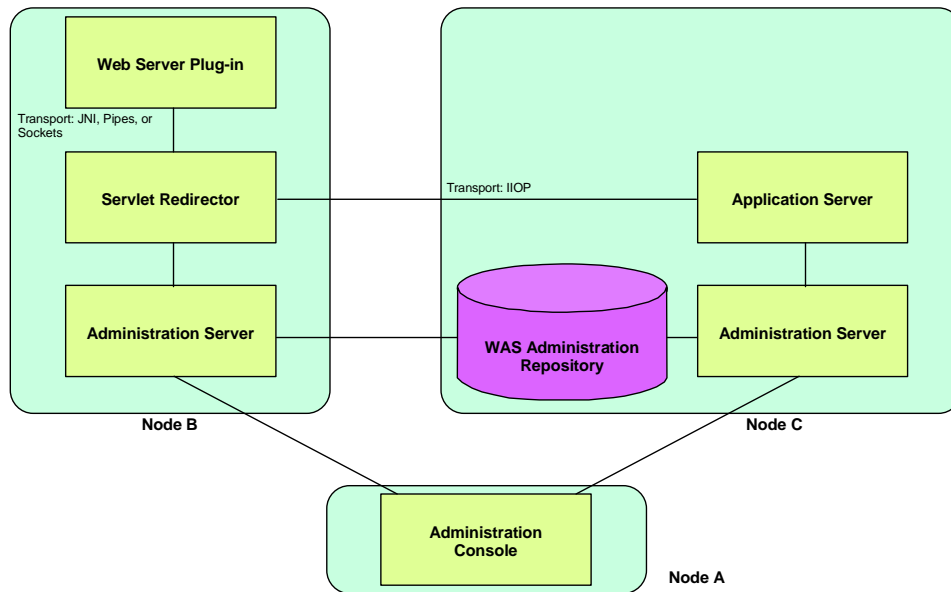 Web Server Plug-in
Transport: JNI, Pipes, or
Sockets
Servlet Redirector
Transport: IIOP
Application Server
Administration Server
WAS Administration
Repository
Administration Server
Node B
Node C
Administration
Console
Node A